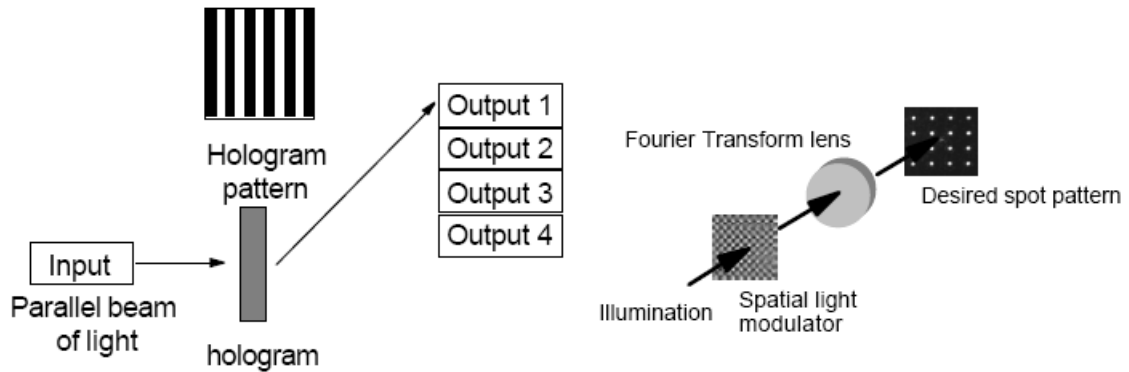 Hologram
pattern
Input
Parallel beam
of light
hologram
Output 1
Output 2
Output 3
Output 4
Fourier Transform lens
Desired spot pattern
Illumination
Spatial light
modulator